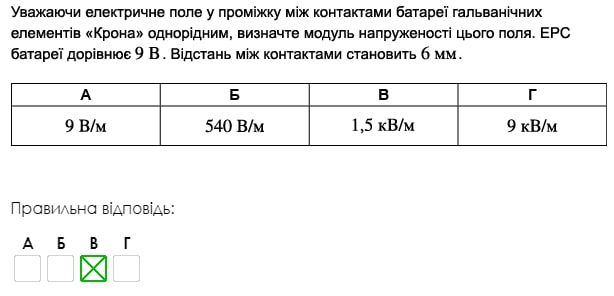 Уважаючи електричне поле у проміжку між контактами батареї гальванічних
елементів «Крона» однорідним, визначте модуль напруженості цього поля. ЕРС
батареї дорівнює 9 В. Відстань між контактами становить 6 мм.
А Б В Г
9 В/м 540 В/м 1,5 кВ/м 9 кВ/м
Правильна відповідь:
А Б В Г